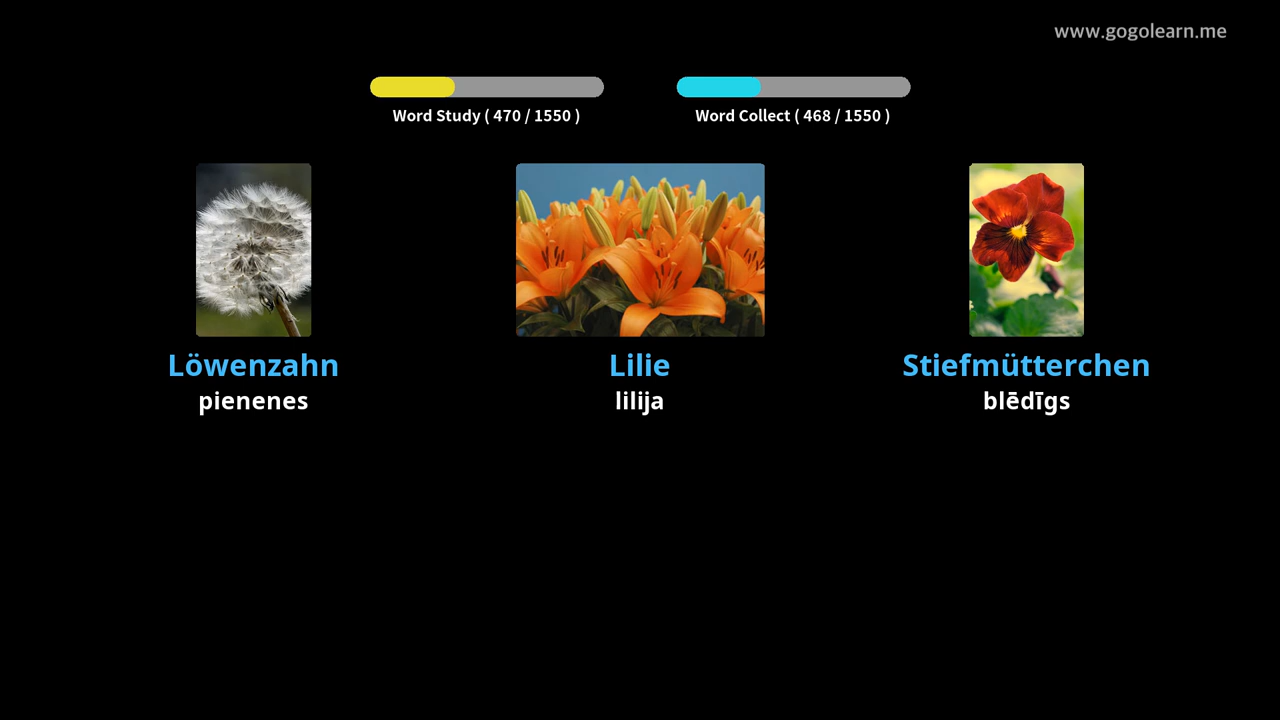 www.gogolearn.me
Word Study ( 470 / 1550 )
Word Collect ( 468 / 1550 )
Löwenzahn
pienenes
Lilie
lilija
Stiefmütterchen
blēdīgs